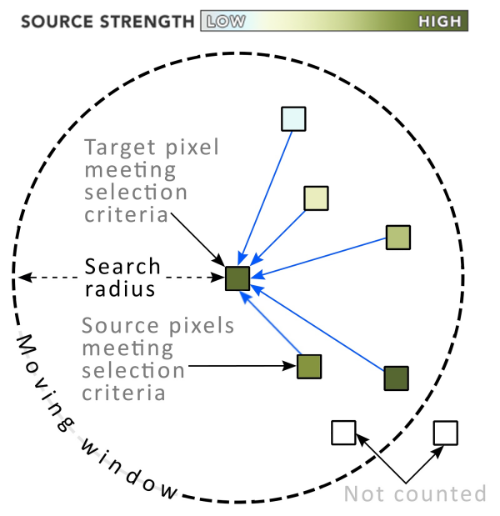 SOURCE STRENGTH LOW HIGH
Target pixel
meeting
selection
criteria
Search
radius
Source pixels
meeting
selection
criteria
Moving window
Not counted